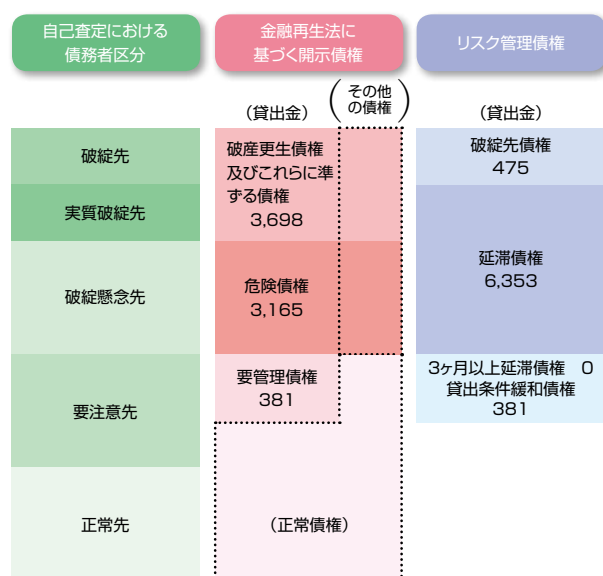 自己査定における
債務者区分
金融再生法に
基づく開示債権
リスク管理債権
(貸出金)
(その他
の債権)
(貸出金)
破綻先
実質破綻先
破綻懸念先
要注意先
正常先
破産更生債権
及びこれらに準
ずる債権
3,698
危険債権
3,165
要管理債権
381
(正常債権)
破綻先債権
475
延滞債権
6,353
3ヶ月以上延滞債権 0
貸出条件緩和債権
381